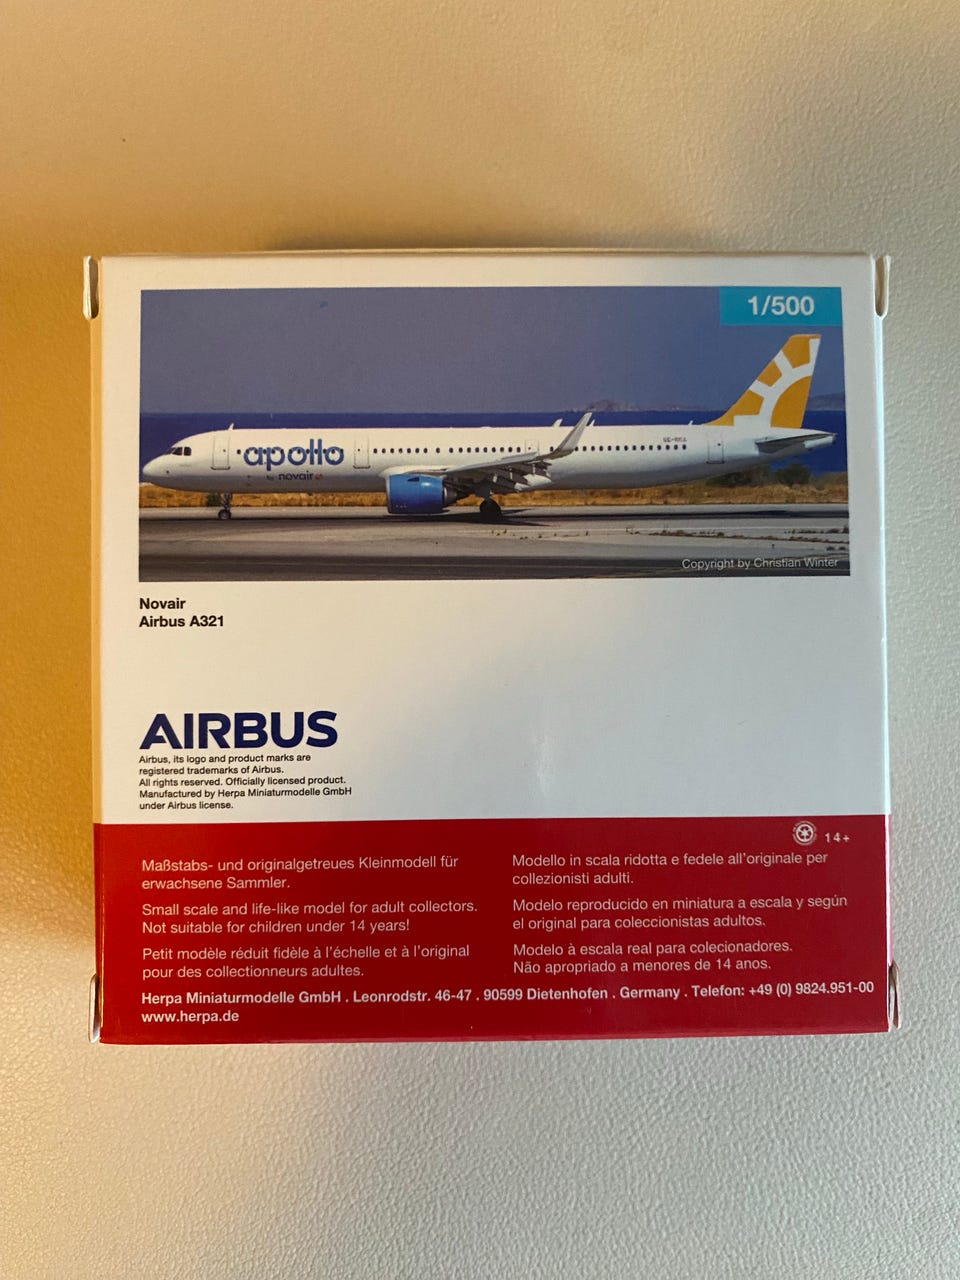 1/500
apollo
by novair
Copyright by Christian Winter
Novair
Airbus A321
AIRBUS
Airbus, its logo and product marks are
registered trademarks of Airbus.
All rights reserved. Officially licensed product.
Manufactured by Herpa Miniaturmodelle GmbH
under Airbus license.
14+
Maßstabs- und originalgetreues Kleinmodell für
erwachsene Sammler.
Small scale and life-like model for adult collectors.
Not suitable for children under 14 years!
Petit modèle réduit fidèle à l'échelle et à l'original
pour des collectionneurs adultes.
Modello in scala ridotta e fedele all'originale per
collezionisti adulti.
Modelo reproducido en miniatura a escala y según
el original para coleccionistas adultos.
Modelo à escala real para colecionadores.
Não apropriado a menores de 14 anos.
Herpa Miniaturmodelle GmbH . Leonrodstr. 46-47 . 90599 Dietenhofen . Germany . Telefon: +49 (0) 9824.951-00
www.herpa.de